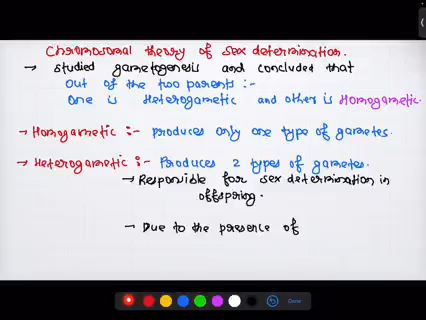 Chromosomal theory of sex determination.
→ studied gametogenesis and concluded that
Out of the two parents :-
One is Heterogametic and other is Homogametic.
→ Homogametic :- produces only one type of gametes.
→ Heterogametic :- Produces 2 types of gametes.
→ Responsible for sex determination in
offspring.
→ Due to the presence of
Done